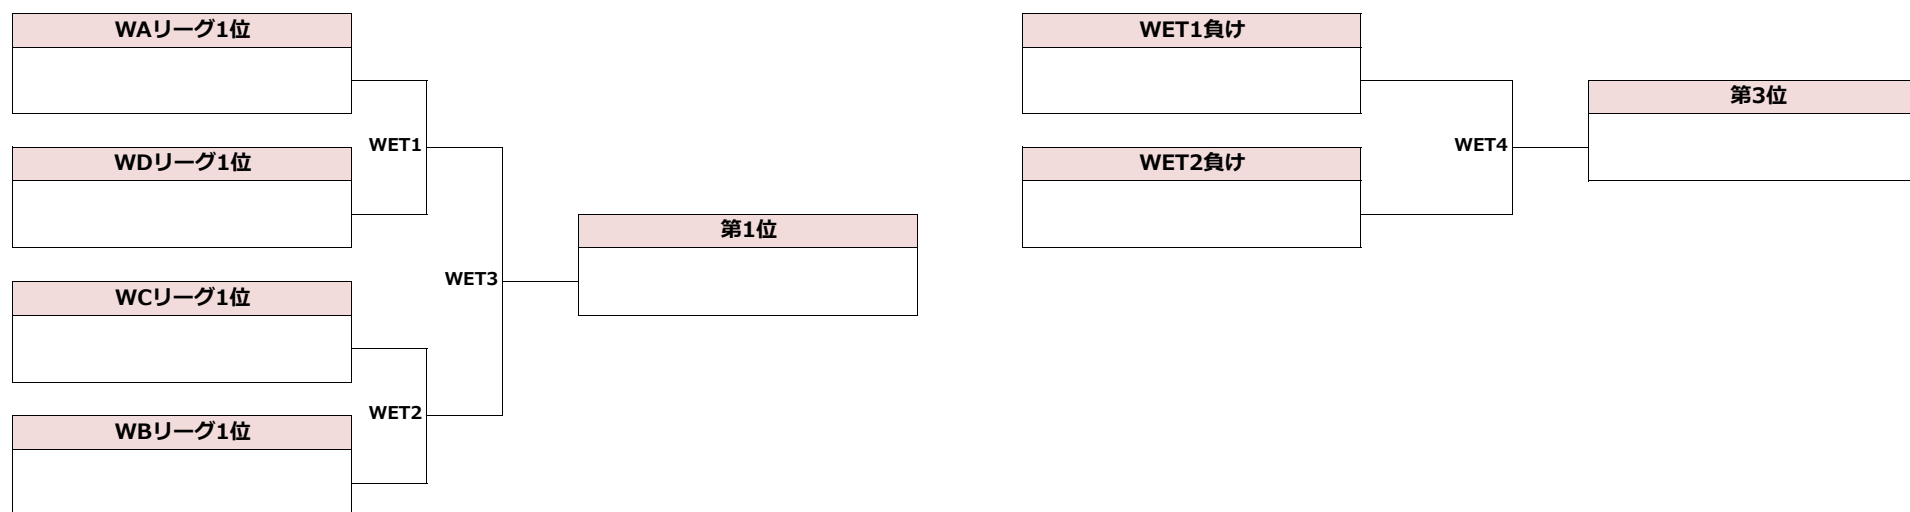 WAリーグ1位
WET1
WDリーグ1位
WET3
第1位
WCリーグ1位
WET2
WBリーグ1位
WET1負け
WET4
第3位
WET2負け